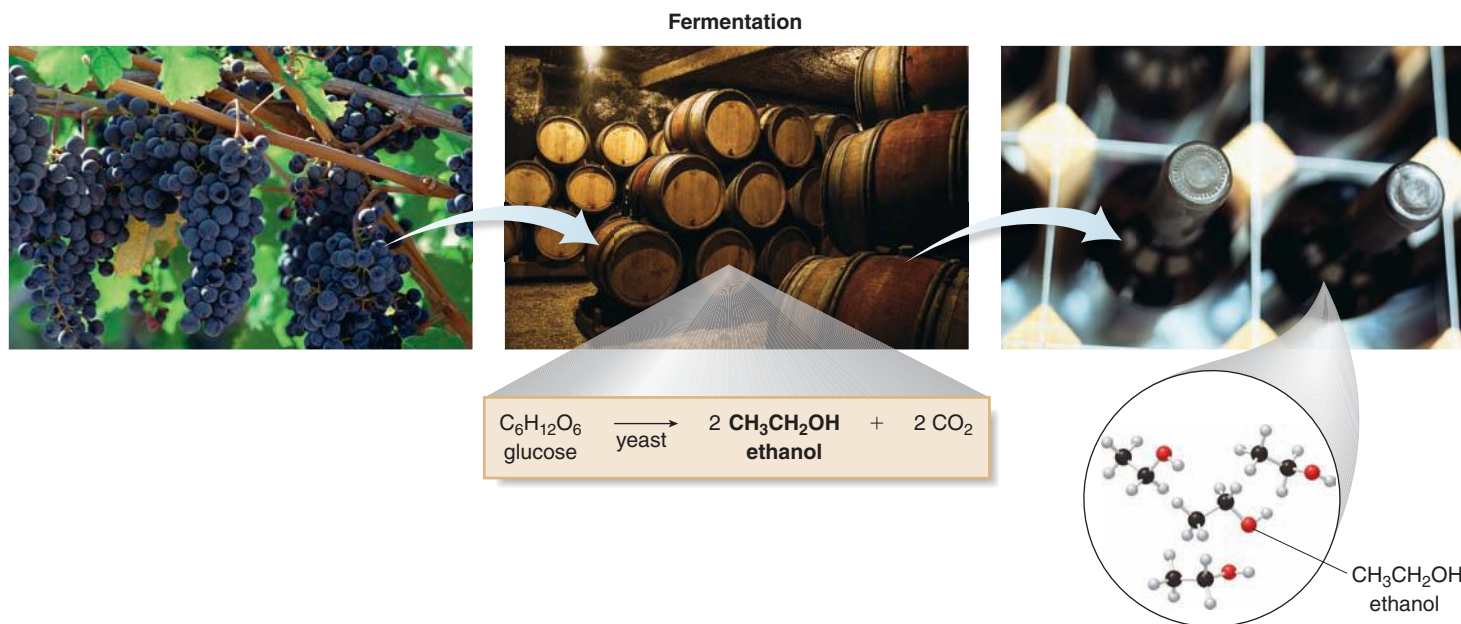 Fermentation
C₆H₁₂O₆ yeast 2 CH₃CH₂OH + 2 CO₂
glucose ethanol
CH₃CH₂OH
ethanol